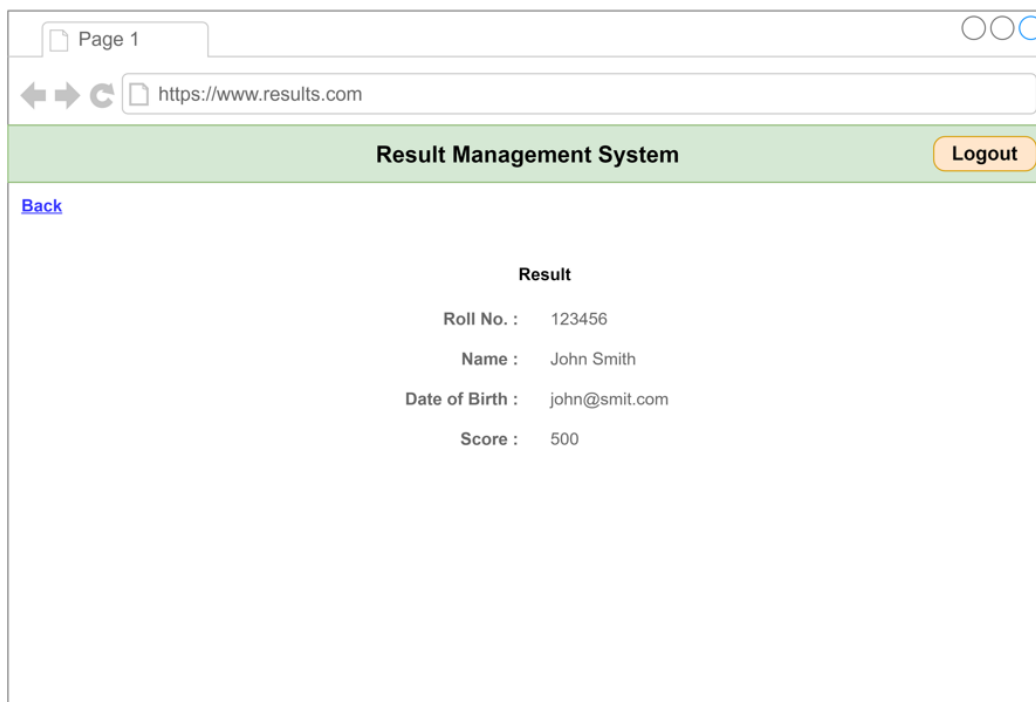 Page 1
https://www.results.com
Result Management System
Logout
Back
Result
Roll No. : 123456
Name : John Smith
Date of Birth : john@smit.com
Score : 500